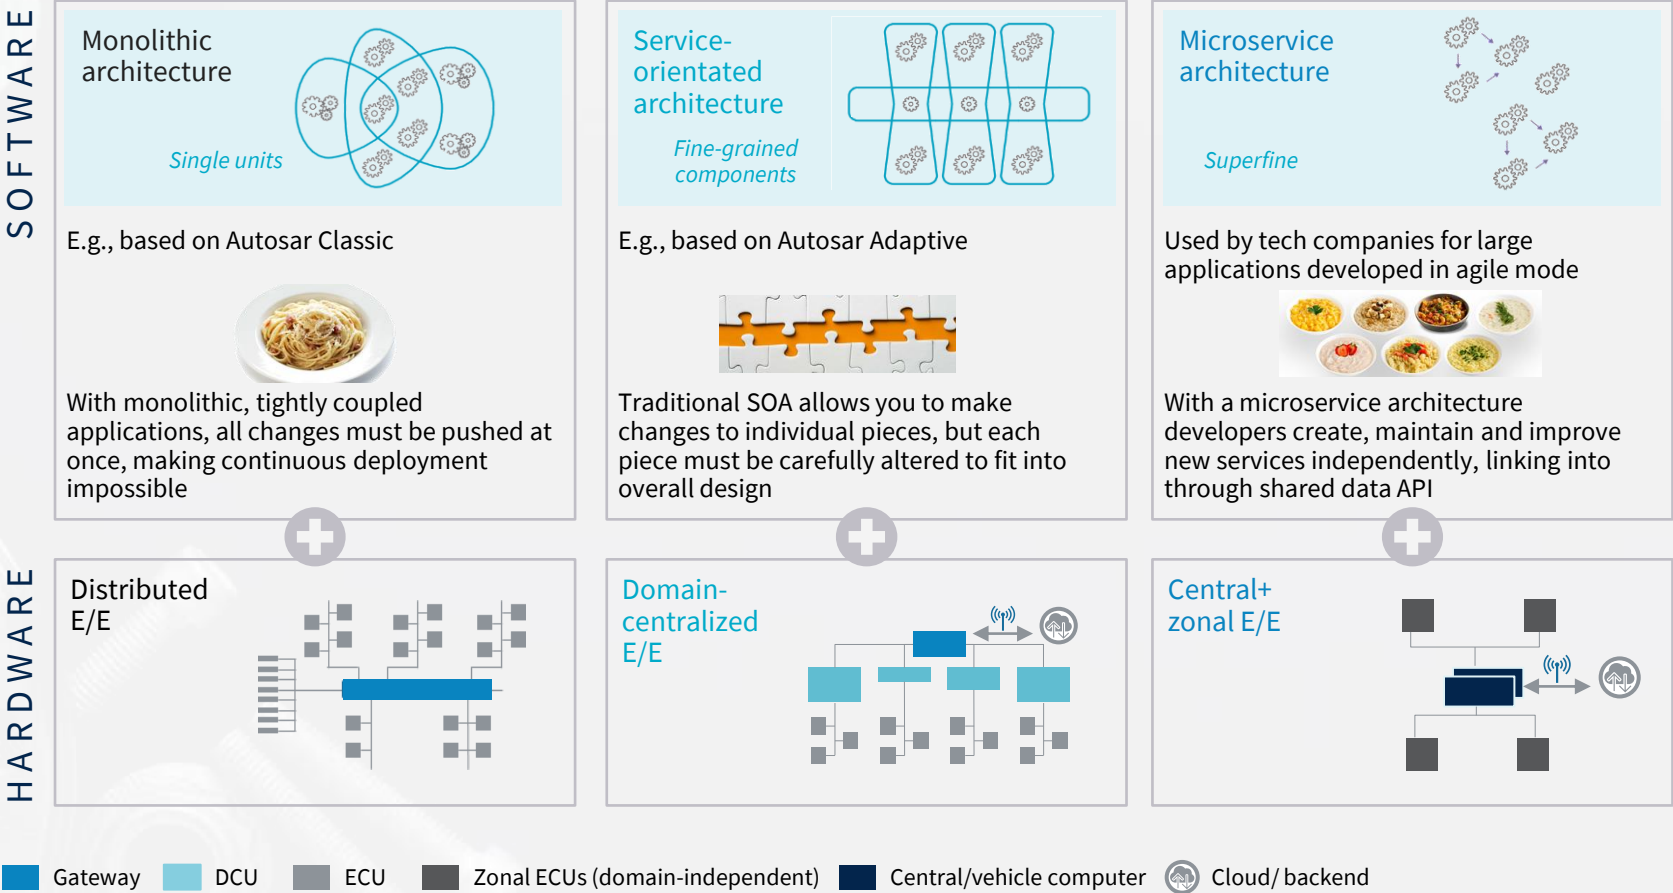 SOFTWARE
Monolithic
architecture
Single units
E.g., based on Autosar Classic
With monolithic, tightly coupled
applications, all changes must be pushed at
once, making continuous deployment
impossible
Service-
orientated
architecture
Fine-grained
components
E.g., based on Autosar Adaptive
Traditional SOA allows you to make
changes to individual pieces, but each
piece must be carefully altered to fit into
overall design
Microservice
architecture
Superfine
Used by tech companies for large
applications developed in agile mode
With a microservice architecture
developers create, maintain and improve
new services independently, linking into
through shared data API
HARDWARE
Distributed
E/E
Domain-
centralized
E/E
Central+
zonal E/E
Gateway
DCU
ECU
Zonal ECUs (domain-independent)
Central/vehicle computer
Cloud/ backend